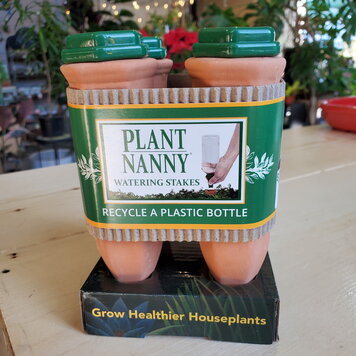 PLANT
NANNY
WATERING STAKES
RECYCLE A PLASTIC BOTTLE
Grow Healthier Houseplants